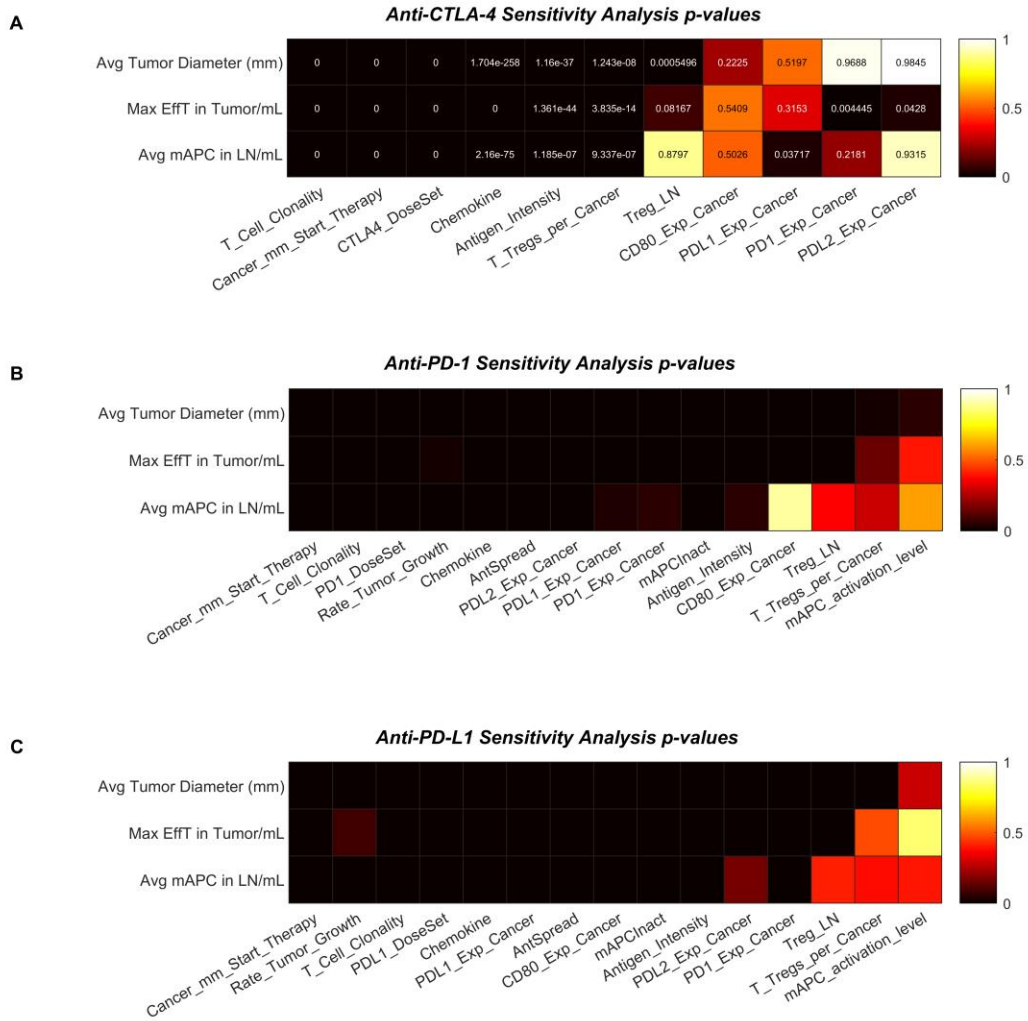 A
Anti-CTLA-4 Sensitivity Analysis p-values
Avg Tumor Diameter (mm) 0 0 0 1.704e-258 1.16e-37 1.243e-08 0.0005496 0.2225 0.5197 0.9688 0.9845
Max EffT in Tumor/mL 0 0 0 0 1.361e-44 3.835e-14 0.08167 0.5409 0.3153 0.004445 0.0428
Avg mAPC in LN/mL 0 0 0 2.16e-75 1.185e-07 9.337e-07 0.8797 0.5026 0.03717 0.2181 0.9315
1
0.5
0
T_Cell_Clonality
Cancer_mm_Start_Therapy
CTLA4_DoseSet
Chemokine
Antigen_Intensity
T_Tregs_per_Cancer
Treg_LN
CD80_Exp_Cancer
PDL1_Exp_Cancer
PD1_Exp_Cancer
PDL2_Exp_Cancer
B
Anti-PD-1 Sensitivity Analysis p-values
Avg Tumor Diameter (mm)
Max EffT in Tumor/mL
Avg mAPC in LN/mL
1
0.5
0
Cancer_mm_Start_Therapy
T_Cell_Clonality
PD1_DoseSet
Rate_Tumor_Growth
Chemokine
AntSpread
PDL2_Exp_Cancer
PDL1_Exp_Cancer
PD1_Exp_Cancer
mAPCInact
Antigen_Intensity
CD80_Exp_Cancer
Treg_LN
T_Tregs_per_Cancer
mAPC_activation_level
C
Anti-PD-L1 Sensitivity Analysis p-values
Avg Tumor Diameter (mm)
Max EffT in Tumor/mL
Avg mAPC in LN/mL
1
0.5
0
Cancer_mm_Start_Therapy
Rate_Tumor_Growth
T_Cell_Clonality
PDL1_DoseSet
Chemokine
PDL1_Exp_Cancer
AntSpread
CD80_Exp_Cancer
mAPCInact
Antigen_Intensity
PDL2_Exp_Cancer
PD1_Exp_Cancer
Treg_LN
T_Tregs_per_Cancer
mAPC_activation_level